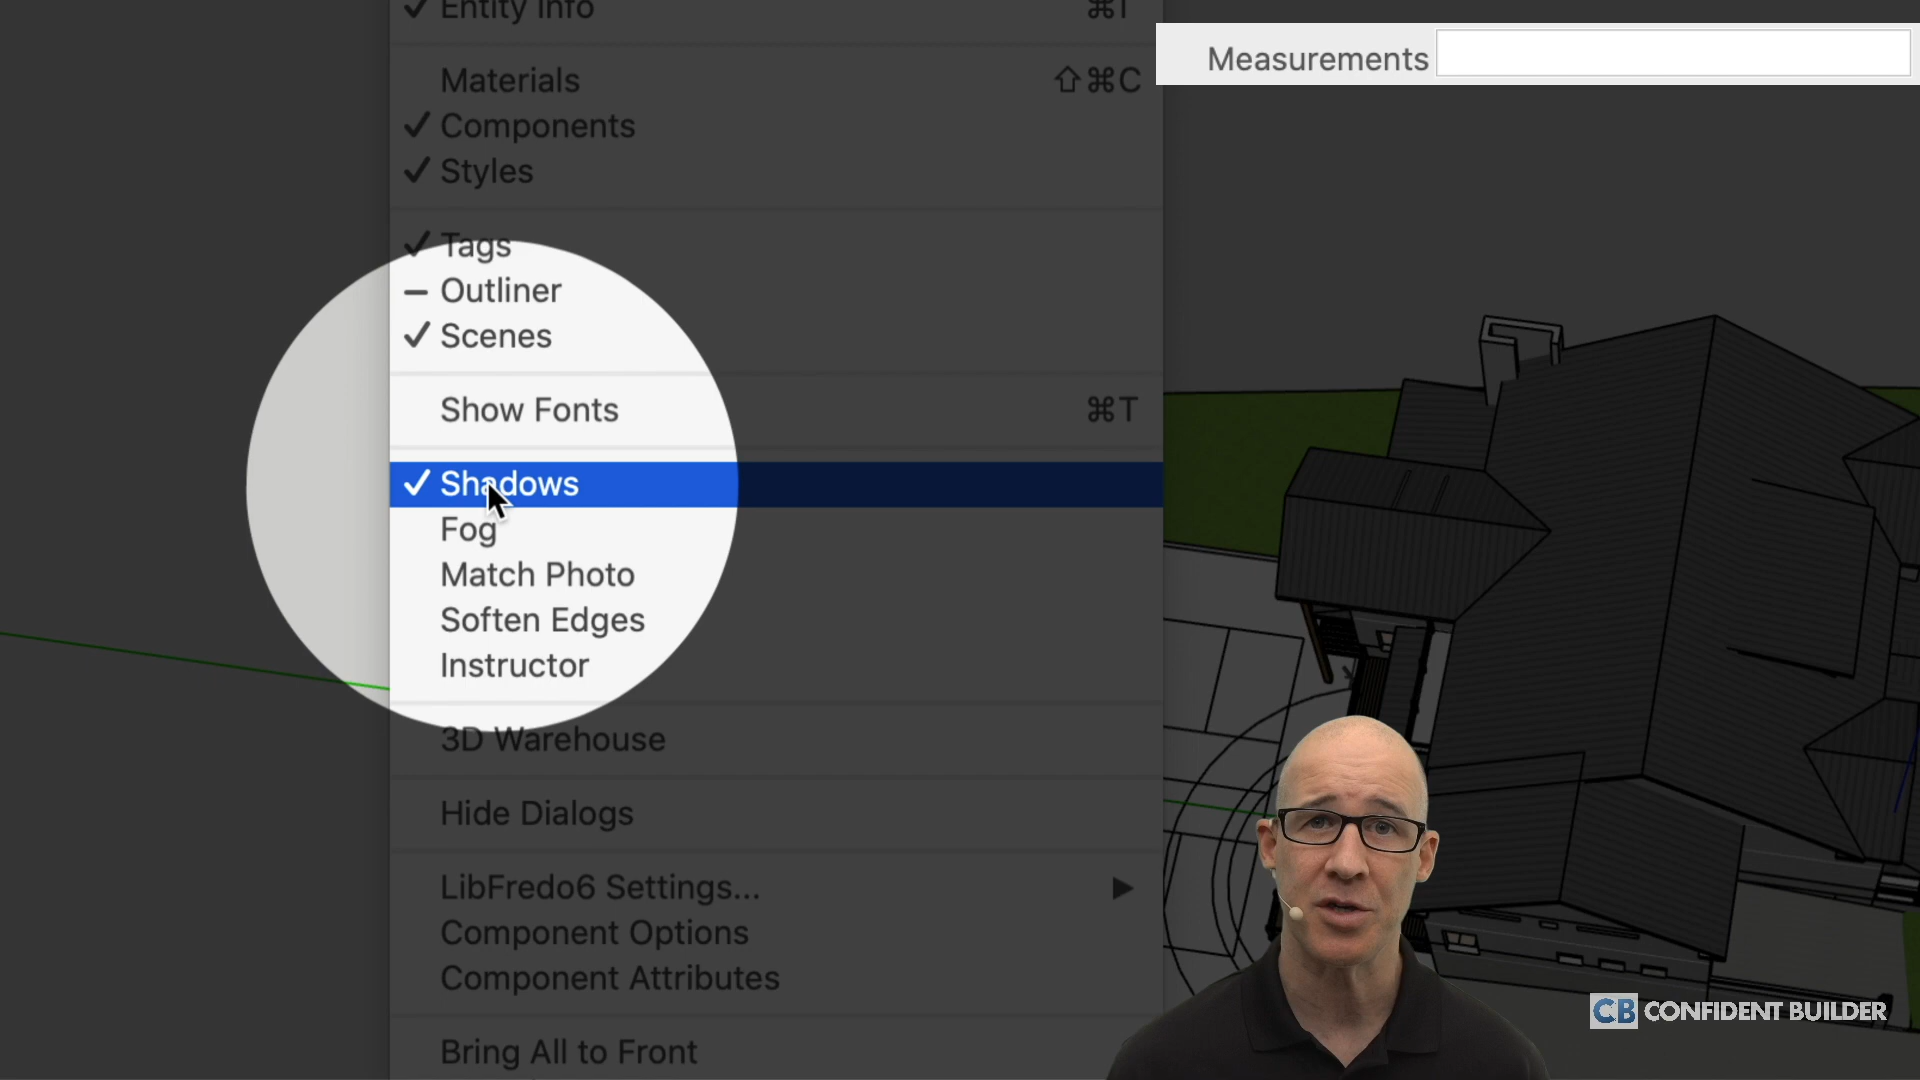 Entity Info ⌘I
Measurements
Materials ⇧⌘C
Components
Styles
Tags
Outliner
Scenes
Show Fonts ⌘T
Shadows
Fog
Match Photo
Soften Edges
Instructor
3D Warehouse
Hide Dialogs
LibFredo6 Settings...
Component Options
Component Attributes
CB CONFIDENT BUILDER
Bring All to Front